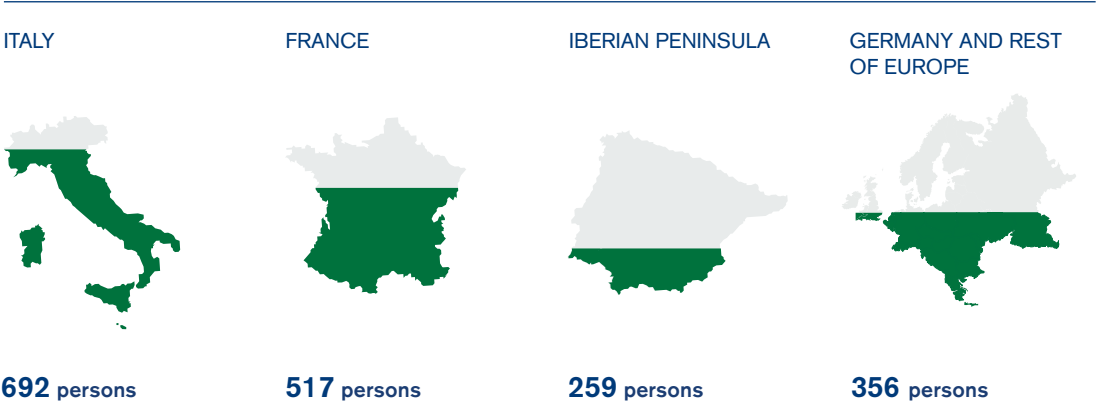 ITALY
FRANCE
IBERIAN PENINSULA
GERMANY AND REST
OF EUROPE
692 persons
517 persons
259 persons
356 persons